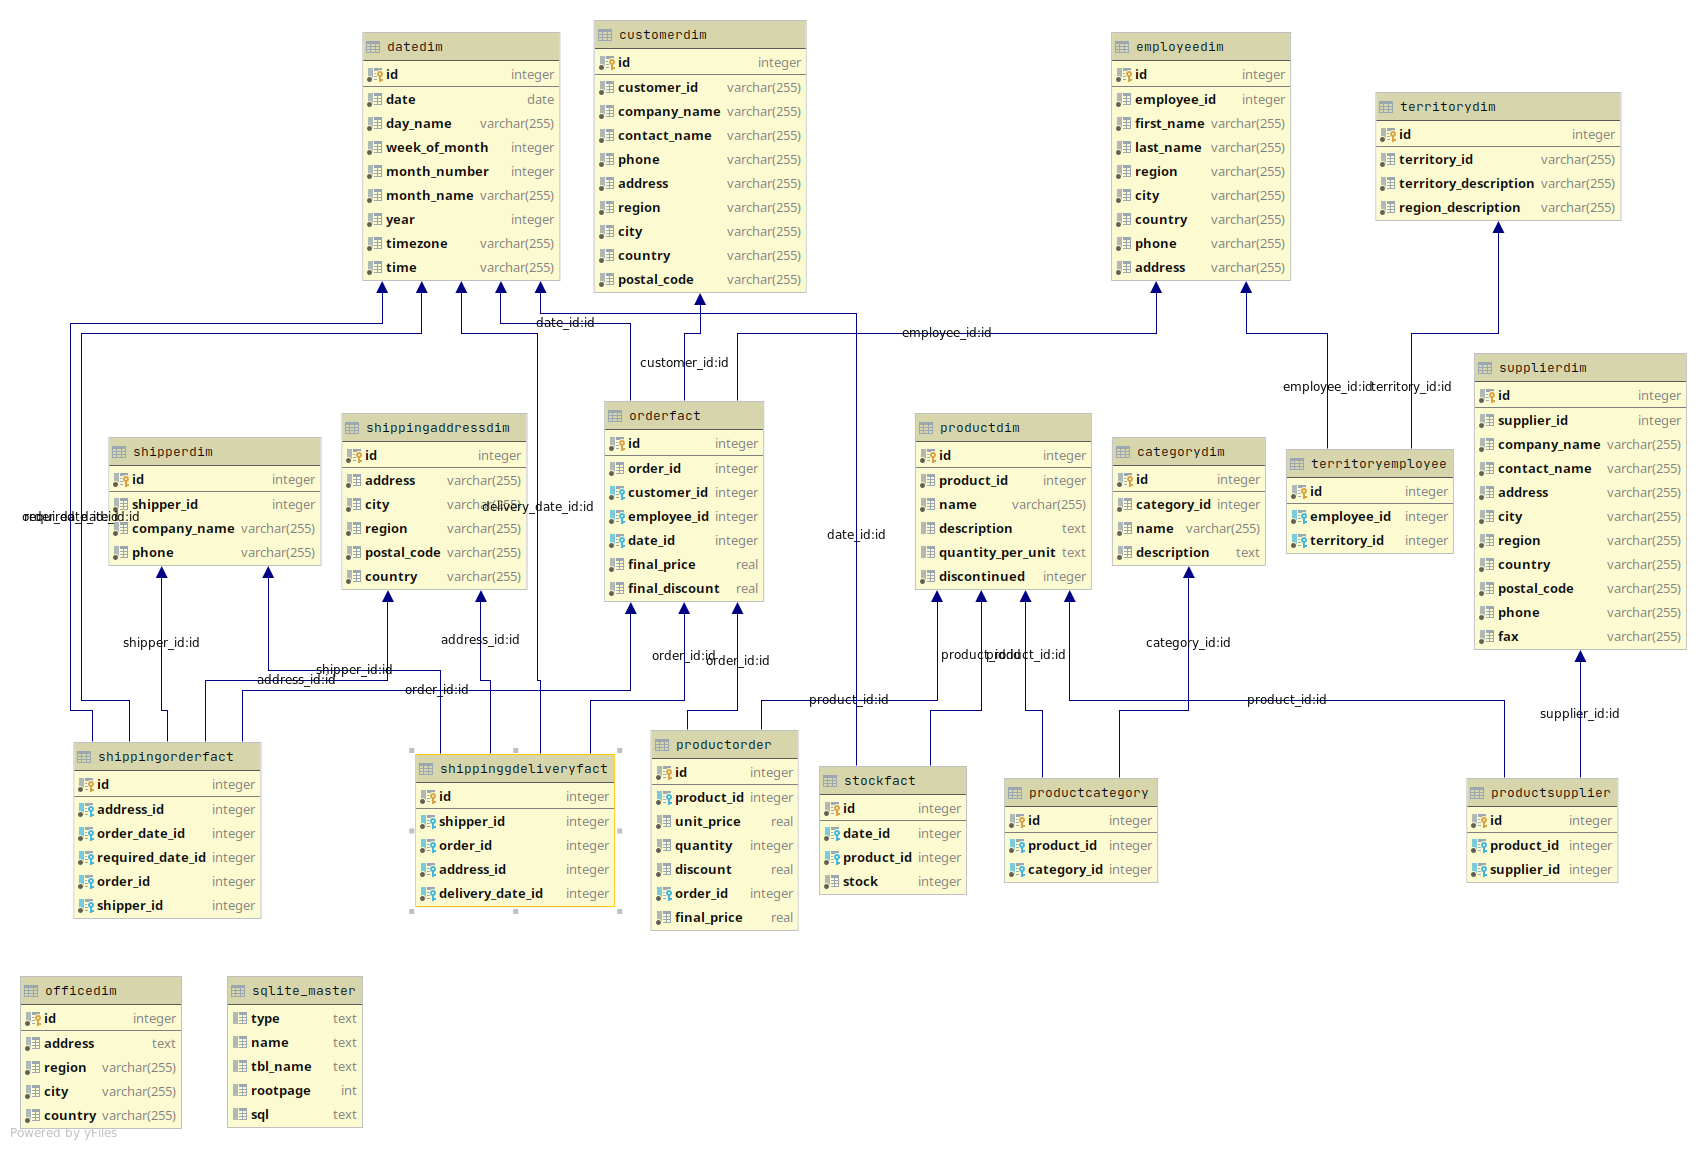 datedim
id integer
date date
day_name varchar(255)
week_of_month integer
month_number integer
month_name varchar(255)
year integer
timezone varchar(255)
time varchar(255)
customerdim
id integer
customer_id varchar(255)
company_name varchar(255)
contact_name varchar(255)
phone varchar(255)
address varchar(255)
region varchar(255)
city varchar(255)
country varchar(255)
postal_code varchar(255)
employeedim
id integer
employee_id integer
first_name varchar(255)
last_name varchar(255)
region varchar(255)
city varchar(255)
country varchar(255)
phone varchar(255)
address varchar(255)
territorydim
id integer
territory_id varchar(255)
territory_description varchar(255)
region_description varchar(255)
date_id:id
employee_id:id
customer_id:id
employee_id:id
territory_id:id
supplierdim
id integer
supplier_id integer
company_name varchar(255)
contact_name varchar(255)
address varchar(255)
city varchar(255)
region varchar(255)
country varchar(255)
postal_code varchar(255)
phone varchar(255)
fax varchar(255)
shipperdim
id integer
shipper_id integer
company_name varchar(255)
phone varchar(255)
shippingaddressdim
id integer
address varchar(255)
city varchar(255)
region varchar(255)
postal_code varchar(255)
country varchar(255)
delivery_date_id:id
orderfact
id integer
order_id integer
customer_id integer
employee_id integer
date_id integer
final_price real
final_discount real
date_id:id
productdim
id integer
product_id integer
name varchar(255)
description text
quantity_per_unit text
discontinued integer
categorydim
id integer
category_id integer
name varchar(255)
description text
territoryemployee
id integer
employee_id integer
territory_id integer
shipper_id:id
address_id:id
order_id:id
order_id:id
product_id:id
product_id:id
category_id:id
shipper_id:id
address_id:id
order_id:id
product_id:id
product_id:id
supplier_id:id
shippingorderfact
id integer
address_id integer
order_date_id integer
required_date_id integer
order_id integer
shipper_id integer
shippinggdeliveryfact
id integer
shipper_id integer
order_id integer
address_id integer
delivery_date_id integer
productorder
id integer
product_id integer
unit_price real
quantity integer
discount real
order_id integer
final_price real
stockfact
id integer
date_id integer
product_id integer
stock integer
productcategory
id integer
product_id integer
category_id integer
productsupplier
id integer
product_id integer
supplier_id integer
officedim
id integer
address text
region varchar(255)
city varchar(255)
country varchar(255)
sqlite_master
type text
name text
tbl_name text
rootpage int
sql text
Powered by yFiles